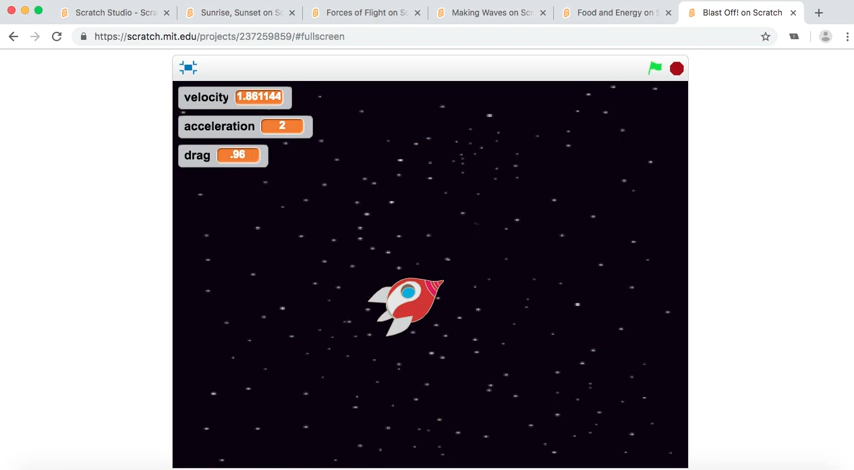 Scratch Studio - Scra
Sunrise, Sunset on Sc
Forces of Flight on Sc
Making Waves on Scr
Food and Energy on S
Blast Off! on Scratch
https://scratch.mit.edu/projects/237259859/#fullscreen
velocity 1.861144
acceleration 2
drag .96